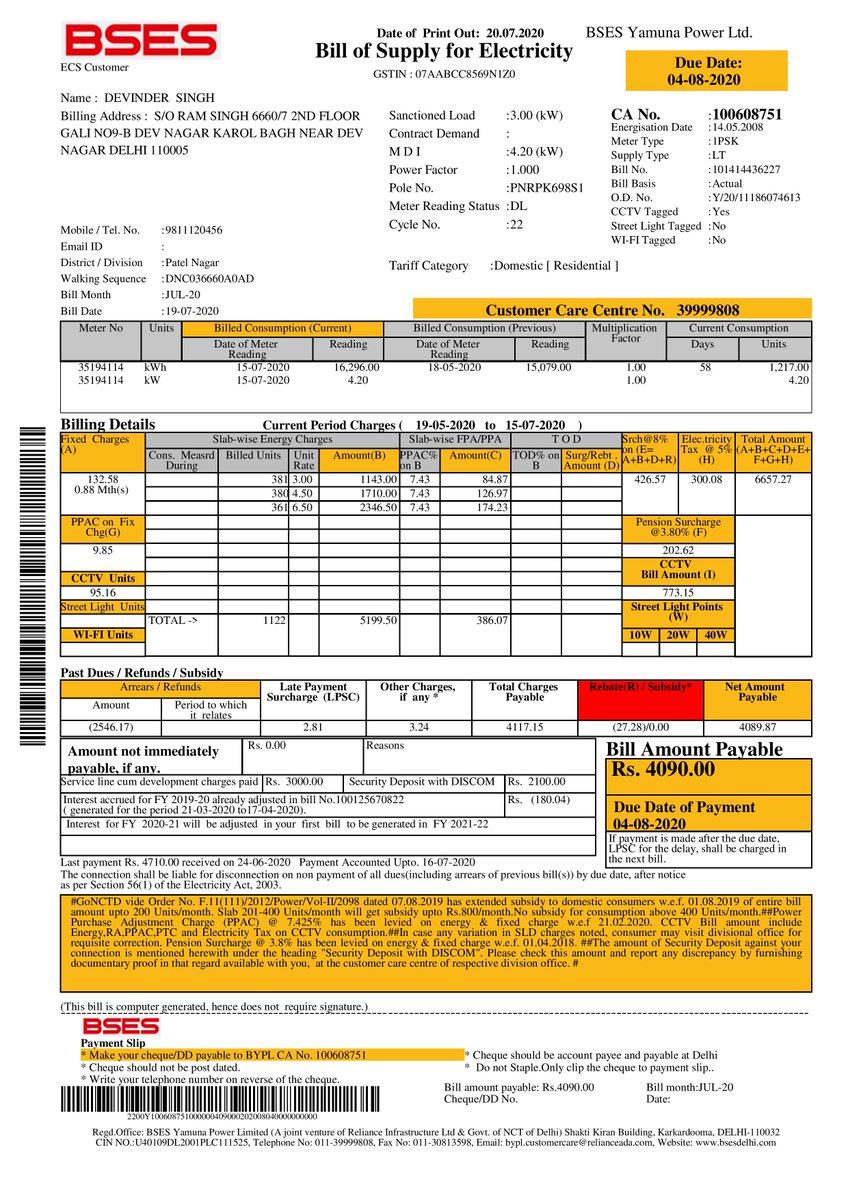 BSES
ECS Customer
Date of Print Out: 20.07.2020
Bill of Supply for Electricity
GSTIN : 07AABCC8569N1Z0
BSES Yamuna Power Ltd.
Due Date:
04-08-2020
Name : DEVINDER SINGH
Billing Address : S/O RAM SINGH 6660/7 2ND FLOOR
GALI NO9-B DEV NAGAR KAROL BAGH NEAR DEV
NAGAR DELHI 110005
Mobile / Tel. No. :9811120456
Email ID :
District / Division :Patel Nagar
Walking Sequence :DNC036660A0AD
Bill Month :JUL-20
Bill Date :19-07-2020
Sanctioned Load :3.00 (kW)
Contract Demand :
M D I :4.20 (kW)
Power Factor :1.000
Pole No. :PNRPK698S1
Meter Reading Status :DL
Cycle No. :22
Tariff Category :Domestic [ Residential ]
CA No. :100608751
Energisation Date :14.05.2008
Meter Type :1PSK
Supply Type :LT
Bill No. :101414436227
Bill Basis :Actual
O.D. No. :Y/20/11186074613
CCTV Tagged :Yes
Street Light Tagged :No
WI-FI Tagged :No
Customer Care Centre No. 39999808
Meter No Units Billed Consumption (Current) Billed Consumption (Previous) Multiplication Factor Current Consumption
Date of Meter Reading Reading Date of Meter Reading Reading Days Units
35194114 kWh 15-07-2020 16,296.00 18-05-2020 15,079.00 1.00 58 1,217.00
35194114 kW 15-07-2020 4.20 1.00 4.20
Billing Details Current Period Charges ( 19-05-2020 to 15-07-2020 )
Fixed Charges (A) Slab-wise Energy Charges Slab-wise FPA/PPA T O D Srch@8% on (E= A+B+D+R) Elec.tricity Tax @ 5% (H) Total Amount (A+B+C+D+E+ F+G+H)
Cons. Measrd During Billed Units Unit Rate Amount(B) PPAC% on B Amount(C) TOD% on B Surg/Rebt . Amount (D)
132.58 381 3.00 1143.00 7.43 84.87 426.57 300.08 6657.27
0.88 Mth(s) 380 4.50 1710.00 7.43 126.97
361 6.50 2346.50 7.43 174.23
PPAC on Fix Chg(G) Pension Surcharge @3.80% (F)
9.85 202.62
CCTV Units CCTV Bill Amount (I)
95.16 773.15
Street Light Units Street Light Points (W)
TOTAL -> 1122 5199.50 386.07
WI-FI Units 10W 20W 40W
Past Dues / Refunds / Subsidy
Arrears / Refunds Late Payment Surcharge (LPSC) Other Charges, if any * Total Charges Payable Rebate(R) / Subsidy* Net Amount Payable
Amount Period to which it relates
(2546.17) 2.81 3.24 4117.15 (27.28)/0.00 4089.87
Amount not immediately payable, if any. Rs. 0.00 Reasons
Service line cum development charges paid Rs. 3000.00 Security Deposit with DISCOM Rs. 2100.00
Interest accrued for FY 2019-20 already adjusted in bill No.100125670822 Rs. (180.04)
( generated for the period 21-03-2020 to17-04-2020).
Interest for FY 2020-21 will be adjusted in your first bill to be generated in FY 2021-22
Bill Amount Payable
Rs. 4090.00
Due Date of Payment
04-08-2020
If payment is made after the due date,
LPSC for the delay, shall be charged in
the next bill.
Last payment Rs. 4710.00 received on 24-06-2020 Payment Accounted Upto. 16-07-2020
The connection shall be liable for disconnection on non payment of all dues(including arrears of previous bill(s)) by due date, after notice
as per Section 56(1) of the Electricity Act, 2003.
#GoNCTD vide Order No. F.11(111)/2012/Power/Vol-II/2098 dated 07.08.2019 has extended subsidy to domestic consumers w.e.f. 01.08.2019 of entire bill
amount upto 200 Units/month. Slab 201-400 Units/month will get subsidy upto Rs.800/month.No subsidy for consumption above 400 Units/month.##Power
Purchase Adjustment Charge (PPAC) @ 7.425% has been levied on energy & fixed charge w.e.f 21.02.2020. CCTV Bill amount include
Energy,RA,PPAC,PTC and Electricity Tax on CCTV consumption.##In case any variation in SLD charges noted, consumer may visit divisional office for
requisite correction. Pension Surcharge @ 3.8% has been levied on energy & fixed charge w.e.f. 01.04.2018. ##The amount of Security Deposit against your
connection is mentioned herewith under the heading "Security Deposit with DISCOM". Please check this amount and report any discrepancy by furnishing
documentary proof in that regard available with you, at the customer care centre of respective division office. #
(This bill is computer generated, hence does not require signature.)
BSES
Payment Slip
* Make your cheque/DD payable to BYPL CA No. 100608751
* Cheque should not be post dated.
* Write your telephone number on reverse of the cheque.
* Cheque should be account payee and payable at Delhi
* Do not Staple.Only clip the cheque to payment slip..
Bill amount payable: Rs.4090.00 Bill month:JUL-20
Cheque/DD No. Date:
Regd.Office: BSES Yamuna Power Limited (A joint venture of Reliance Infrastructure Ltd & Govt. of NCT of Delhi) Shakti Kiran Building, Karkardooma, DELHI-110032
CIN NO.:U40109DL2001PLC111525, Telephone No: 011-39999808, Fax No: 011-30813598, Email: bypl.customercare@relianceada.com, Website: www.bsesdelhi.com